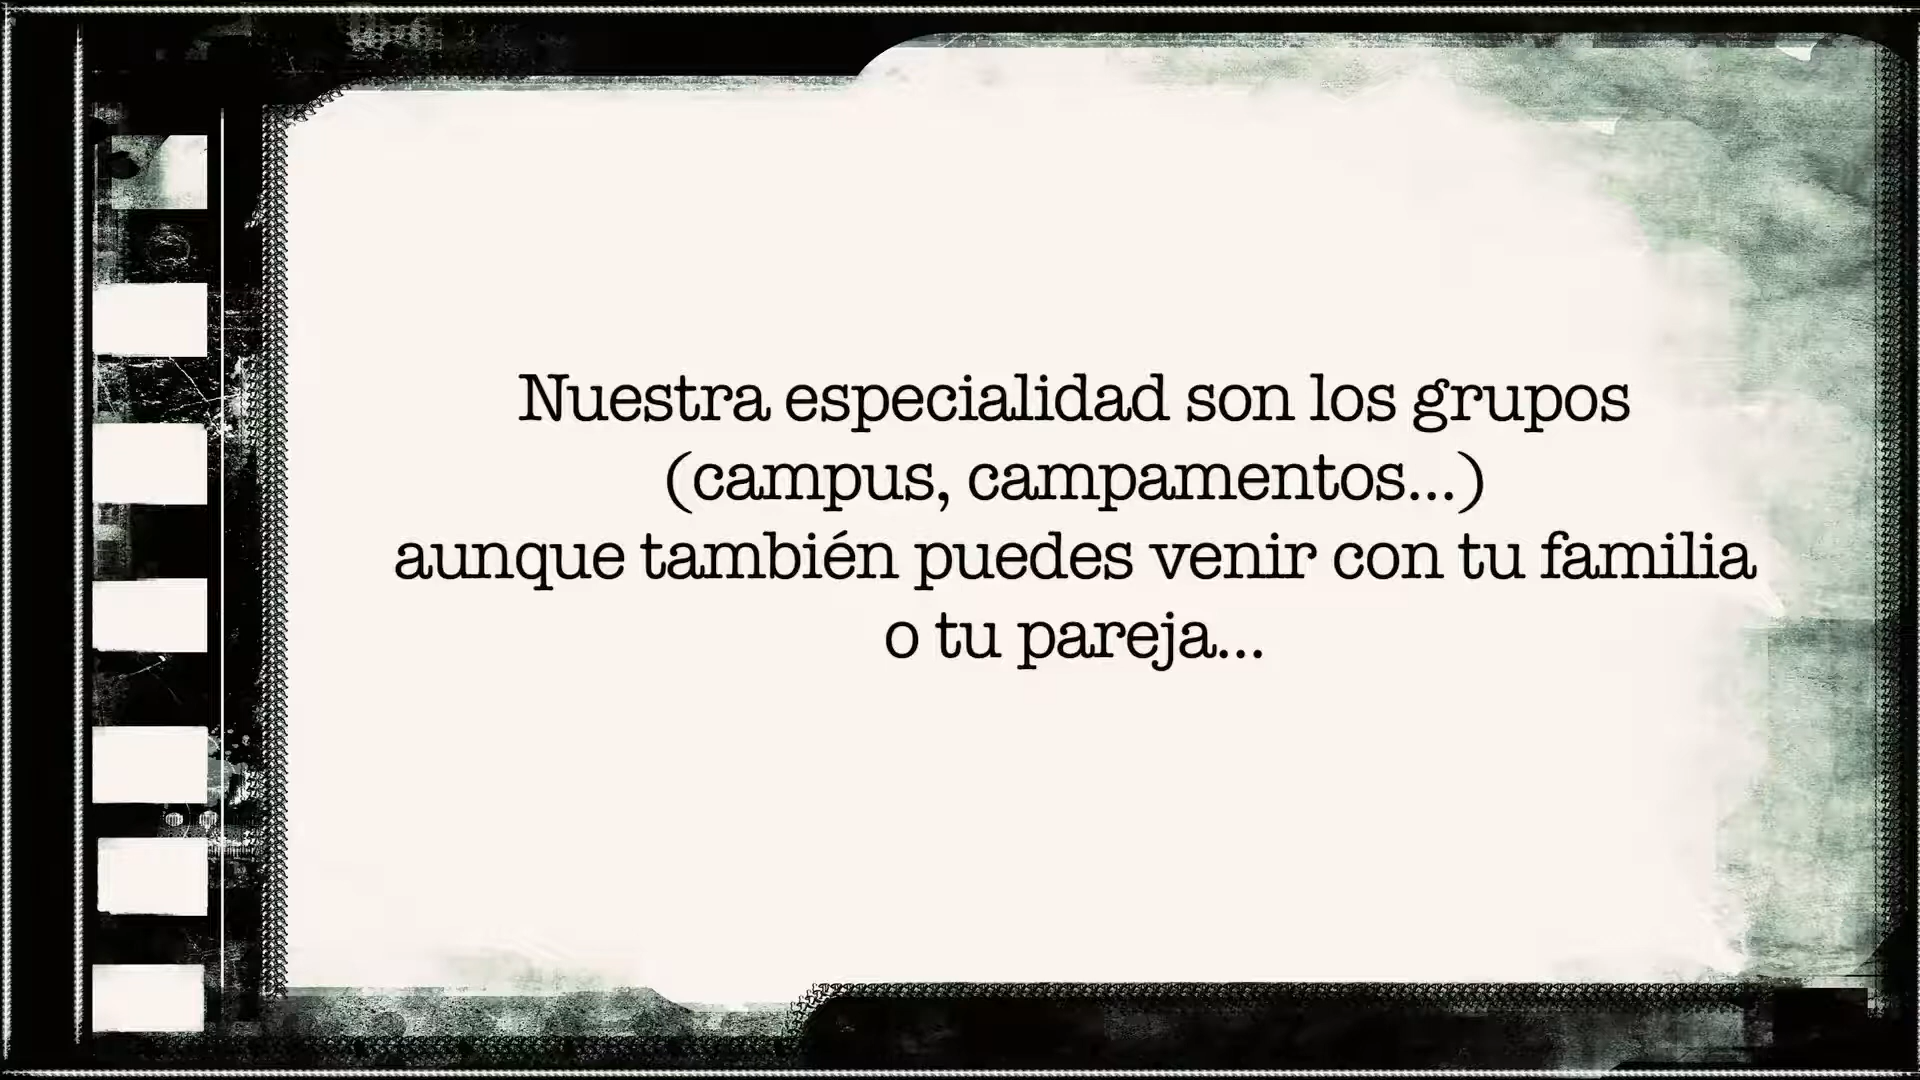 Nuestra especialidad son los grupos
(campus, campamentos...)
aunque también puedes venir con tu familia
o tu pareja...